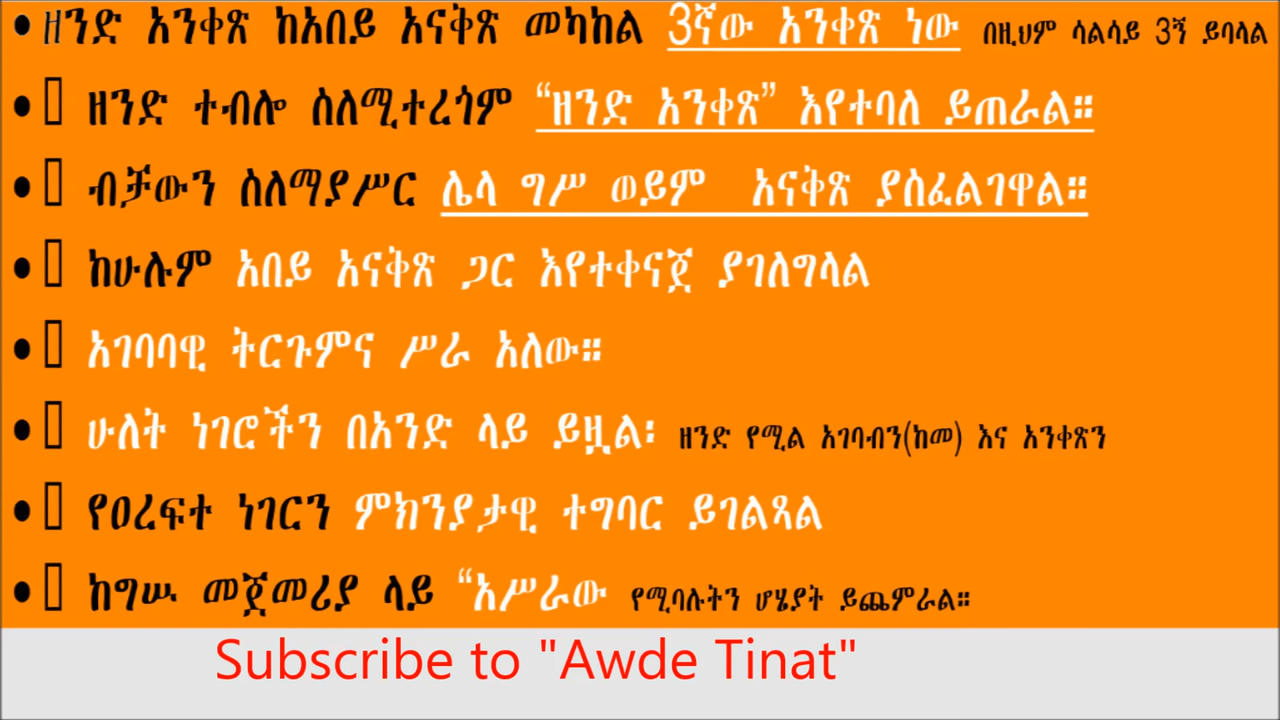 • ዘንድ አንቀጽ ከአበይ አናቅጽ መካከል 3ኛው አንቀጽ ነው በዚህም ሳልሳይ 3ኝ ይባላል
• ዘንድ ተብሎ ስለሚተረጎም “ዘንድ አንቀጽ” እየተባለ ይጠራል።
• ብቻውን ስለማያሥር ሌላ ግሥ ወይም አናቅጽ ያስፈልገዋል።
• ከሁሉም አበይ አናቅጽ ጋር እየተቀናጀ ያገለግላል
• አገባባዊ ትርጉምና ሥራ አለው።
• ሁለት ነገሮችን በአንድ ላይ ይዟል፤ ዘንድ የሚል አገባብን(ከመ) እና አንቀጽን
• የዐረፍተ ነገርን ምክንያታዊ ተግባር ይገልጻል
• ከግሡ መጀመሪያ ላይ “አሥራው የሚባሉትን ሆሄያት ይጨምራል።
Subscribe to "Awde Tinat"